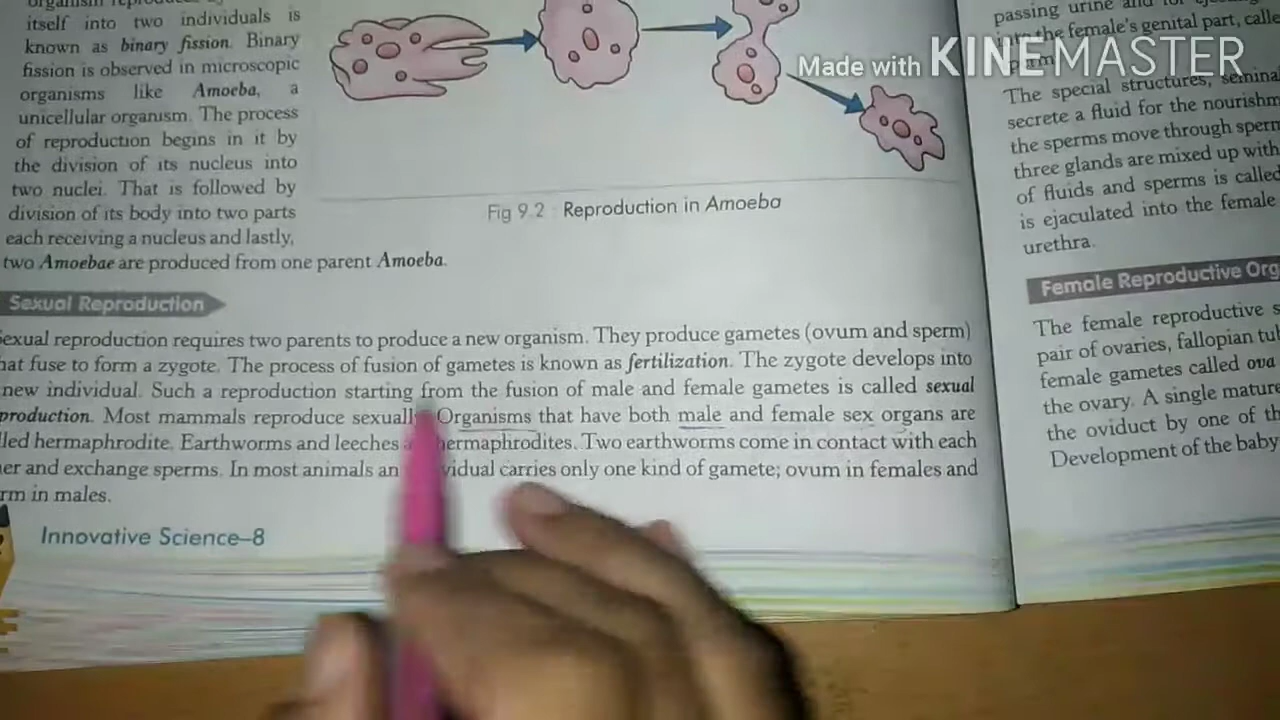 itself into two individuals is
known as binary fission. Binary
fission is observed in microscopic
organisms like Amoeba, a
unicellular organism. The process
of reproduction begins in it by
the division of its nucleus into
two nuclei. That is followed by
division of its body into two parts
each receiving a nucleus and lastly,
two Amoebae are produced from one parent Amoeba.
Fig 9.2 Reproduction in Amoeba
Sexual Reproduction
exual reproduction requires two parents to produce a new organism. They produce gametes (ovum and sperm)
hat fuse to form a zygote. The process of fusion of gametes is known as fertilization. The zygote develops into
new individual. Such a reproduction starting from the fusion of male and female gametes is called sexual
production. Most mammals reproduce sexually Organisms that have both male and female sex organs are
lled hermaphrodite. Earthworms and leeches hermaphrodites. Two earthworms come in contact with each
er and exchange sperms. In most animals an vidual carries only one kind of gamete; ovum in females and
rm in males.
Innovative Science–8
passing urine and for
into the female's genital part, calle
The special structures, seminal
secrete a fluid for the nourishm
the sperms move through sperm
three glands are mixed up with
of fluids and sperms is called
is ejaculated into the female
urethra.
Female Reproductive Org
The female reproductive s
pair of ovaries, fallopian tu
female gametes called ova
the ovary. A single mature
the oviduct by one of th
Development of the baby
Made with KINEMASTER